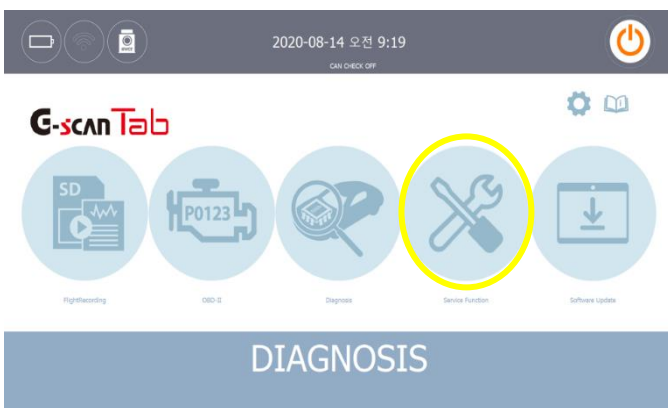 2020-08-14 오전 9:19
CAN CHECK OFF
G-scan Tab
SD
P0123
FlightRecording
OBD-II
Diagnosis
Service Function
Software Update
DIAGNOSIS